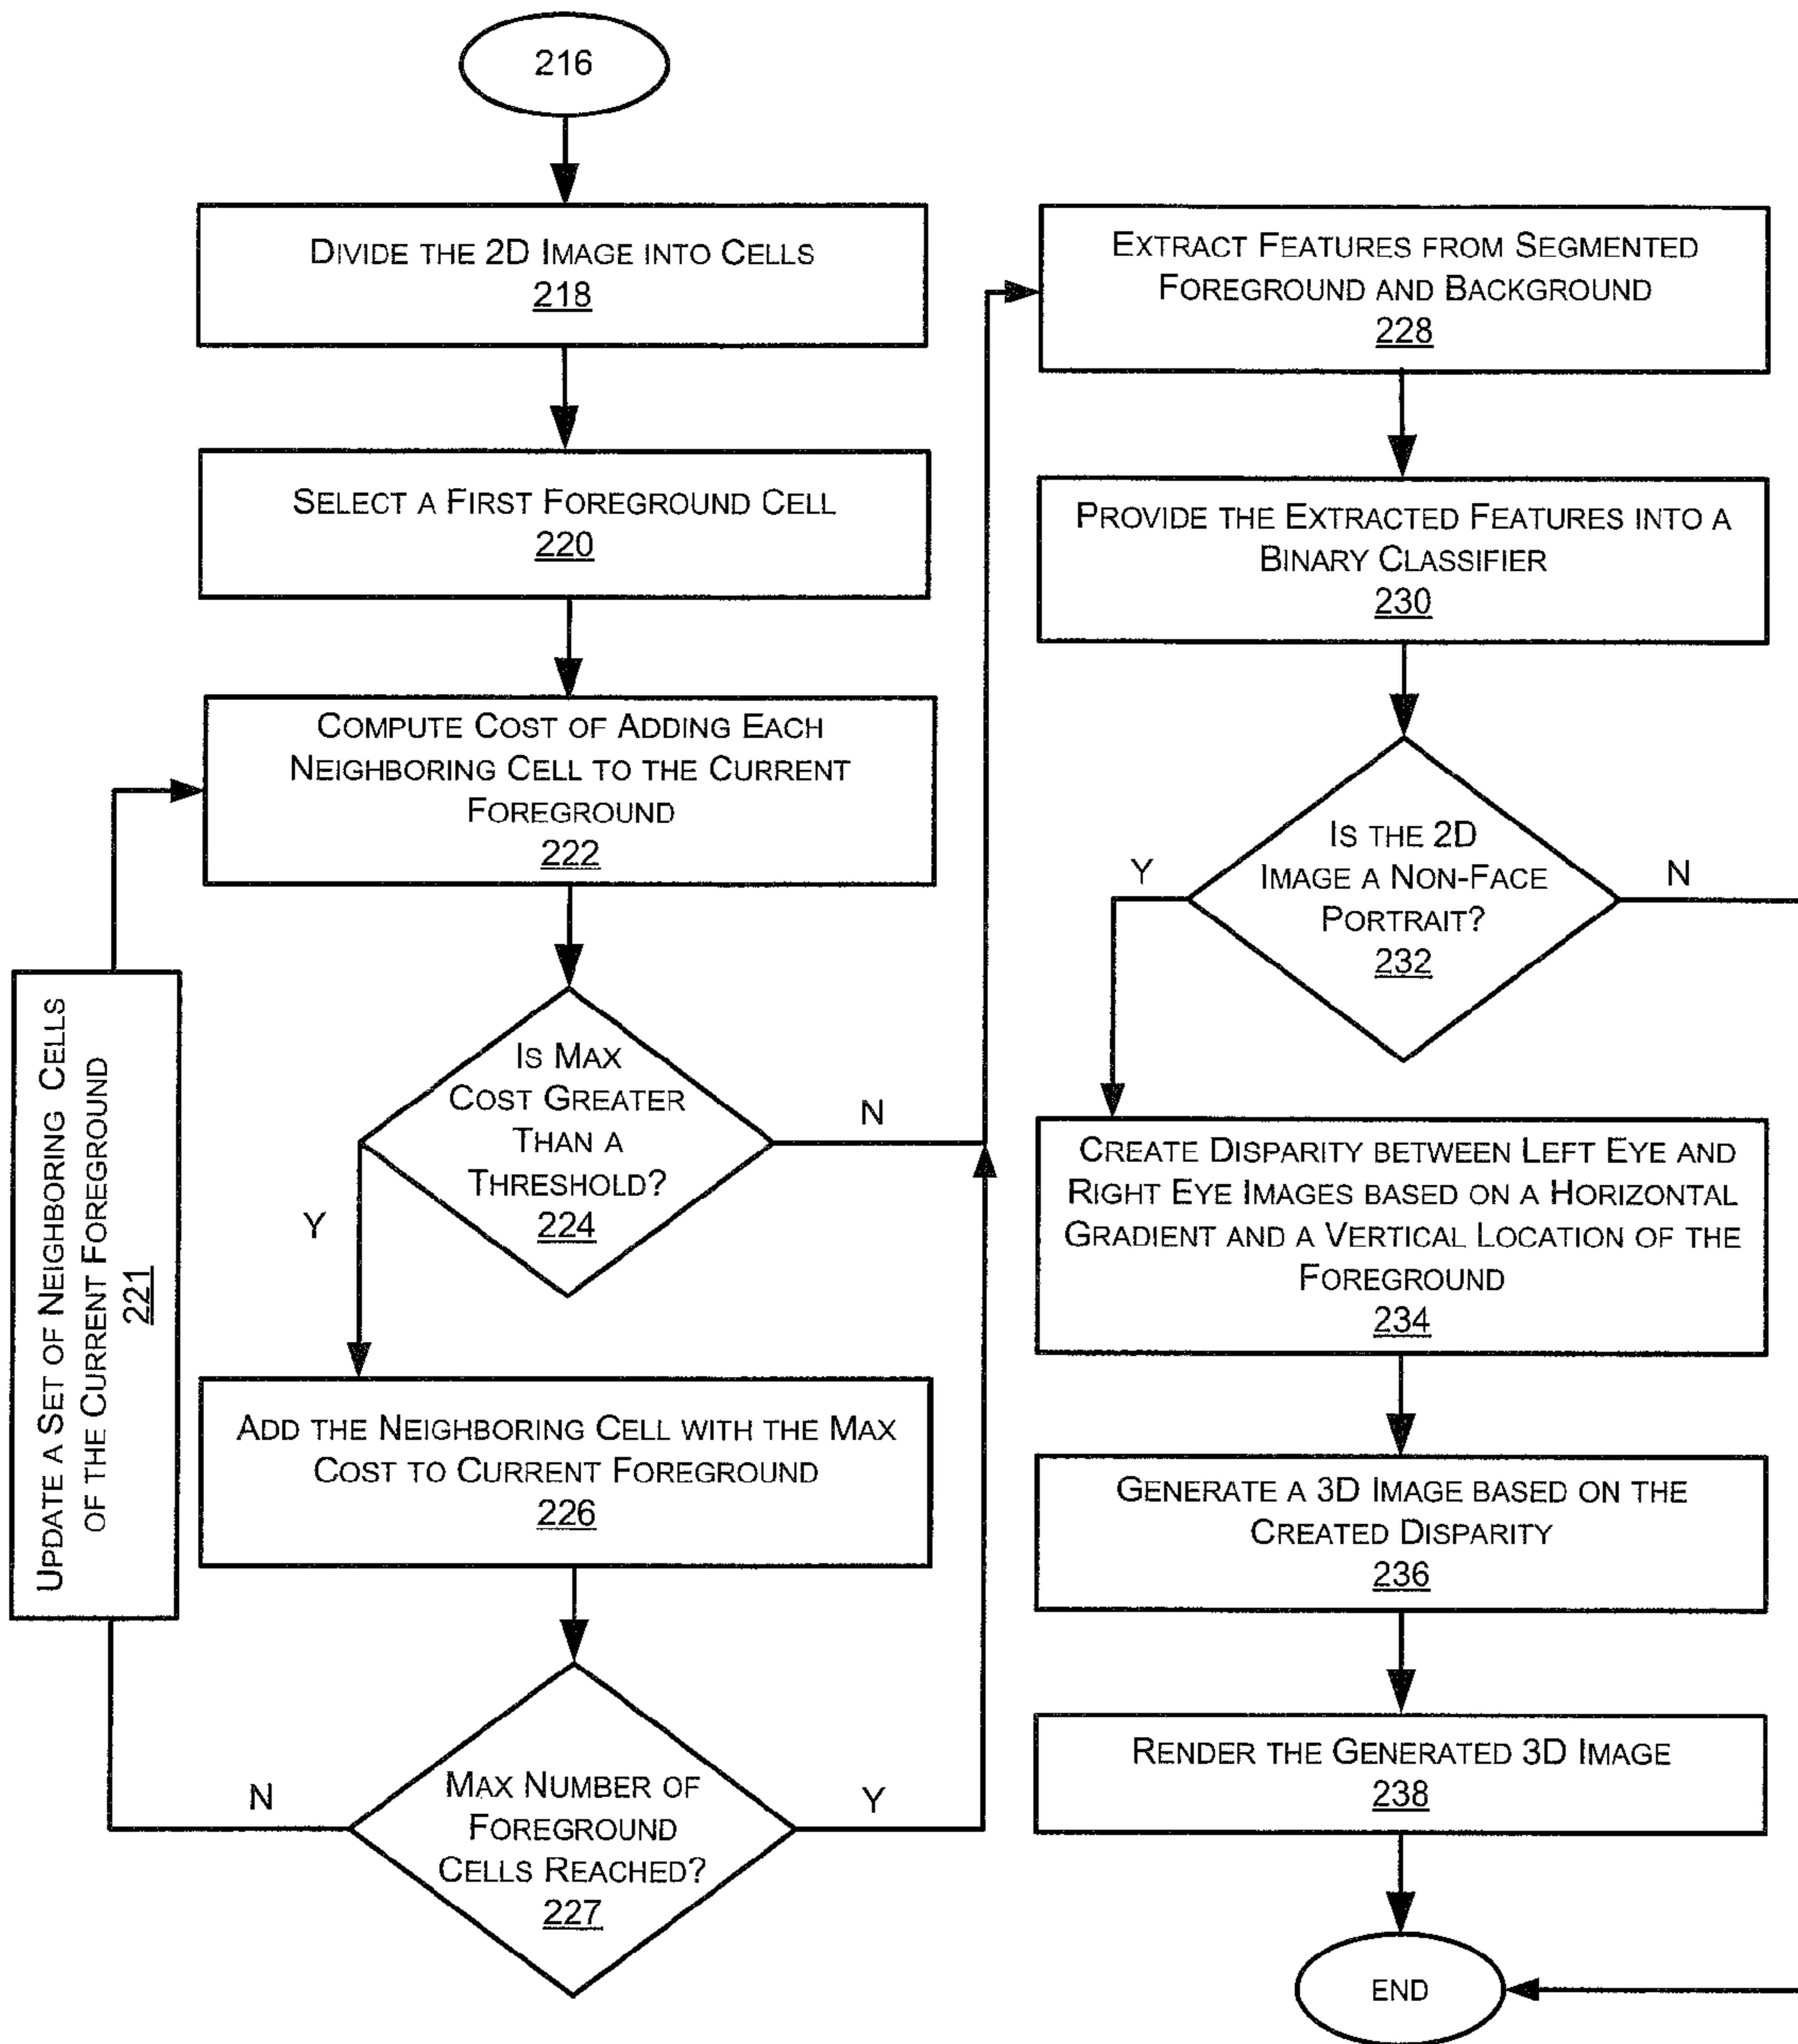 216
DIVIDE THE 2D IMAGE INTO CELLS
218
SELECT A FIRST FOREGROUND CELL
220
COMPUTE COST OF ADDING EACH
NEIGHBORING CELL TO THE CURRENT
FOREGROUND
222
UPDATE A SET OF NEIGHBORING CELLS
OF THE CURRENT FOREGROUND
221
IS MAX
COST GREATER
THAN A
THRESHOLD?
224
N
Y
ADD THE NEIGHBORING CELL WITH THE MAX
COST TO CURRENT FOREGROUND
226
MAX NUMBER OF
FOREGROUND
CELLS REACHED?
227
N
Y
EXTRACT FEATURES FROM SEGMENTED
FOREGROUND AND BACKGROUND
228
PROVIDE THE EXTRACTED FEATURES INTO A
BINARY CLASSIFIER
230
IS THE 2D
IMAGE A NON-FACE
PORTRAIT?
232
Y
N
CREATE DISPARITY BETWEEN LEFT EYE AND
RIGHT EYE IMAGES BASED ON A HORIZONTAL
GRADIENT AND A VERTICAL LOCATION OF THE
FOREGROUND
234
GENERATE A 3D IMAGE BASED ON THE
CREATED DISPARITY
236
RENDER THE GENERATED 3D IMAGE
238
END